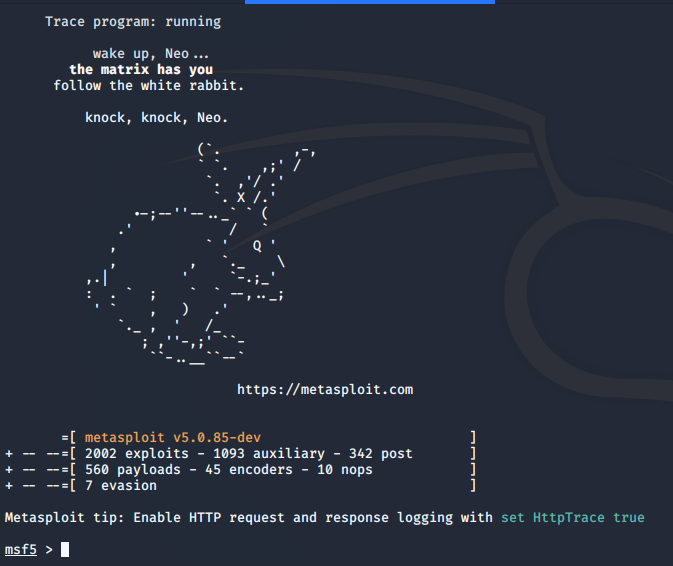 Trace program: running
wake up, Neo...
the matrix has you
follow the white rabbit.
knock, knock, Neo.
https://metasploit.com
=[ metasploit v5.0.85-dev ]
+ -- --=[ 2002 exploits - 1093 auxiliary - 342 post ]
+ -- --=[ 560 payloads - 45 encoders - 10 nops ]
+ -- --=[ 7 evasion ]
Metasploit tip: Enable HTTP request and response logging with set HttpTrace true
msf5 >